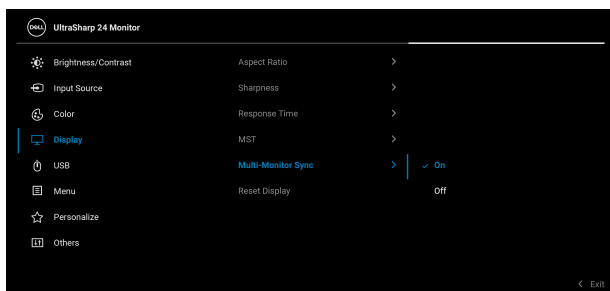 DELL UltraSharp 24 Monitor
Brightness/Contrast Aspect Ratio >
Input Source Sharpness >
Color Response Time >
Display MST >
USB Multi-Monitor Sync > ✓ On
Menu Reset Display Off
Personalize
Others
< Exit